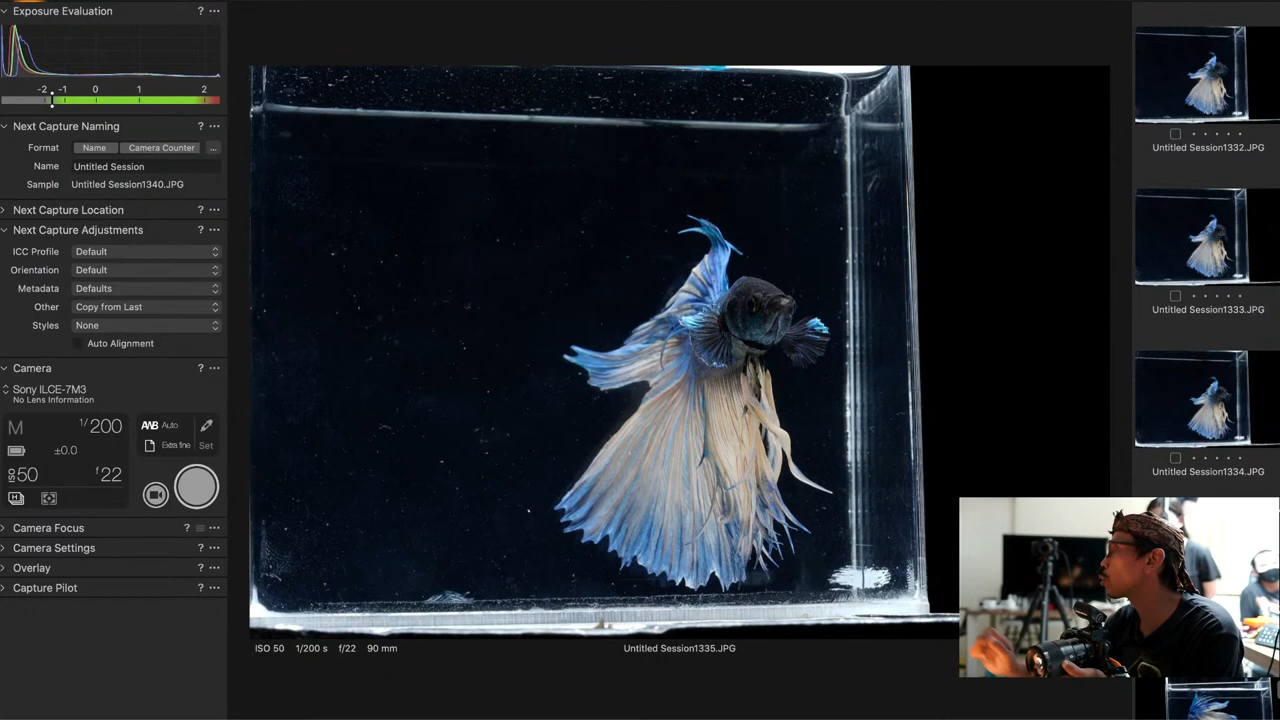 Exposure Evaluation ? ...
-2 -1 0 1 2
Next Capture Naming ? ...
Format Name Camera Counter ...
Name Untitled Session
Sample Untitled Session1340.JPG
Next Capture Location ? ...
Next Capture Adjustments ? ...
ICC Profile Default
Orientation Default
Metadata Defaults
Other Copy from Last
Styles None
Auto Alignment
Camera ? ...
Sony ILCE-7M3
No Lens Information
M 1/200
±0.0
ISO 50 f22
AWB Auto
Extra fine Set
Camera Focus ? ...
Camera Settings ? ...
Overlay ? ...
Capture Pilot ? ...
ISO 50 1/200 s f/22 90 mm
Untitled Session1335.JPG
Untitled Session1332.JPG
Untitled Session1333.JPG
Untitled Session1334.JPG